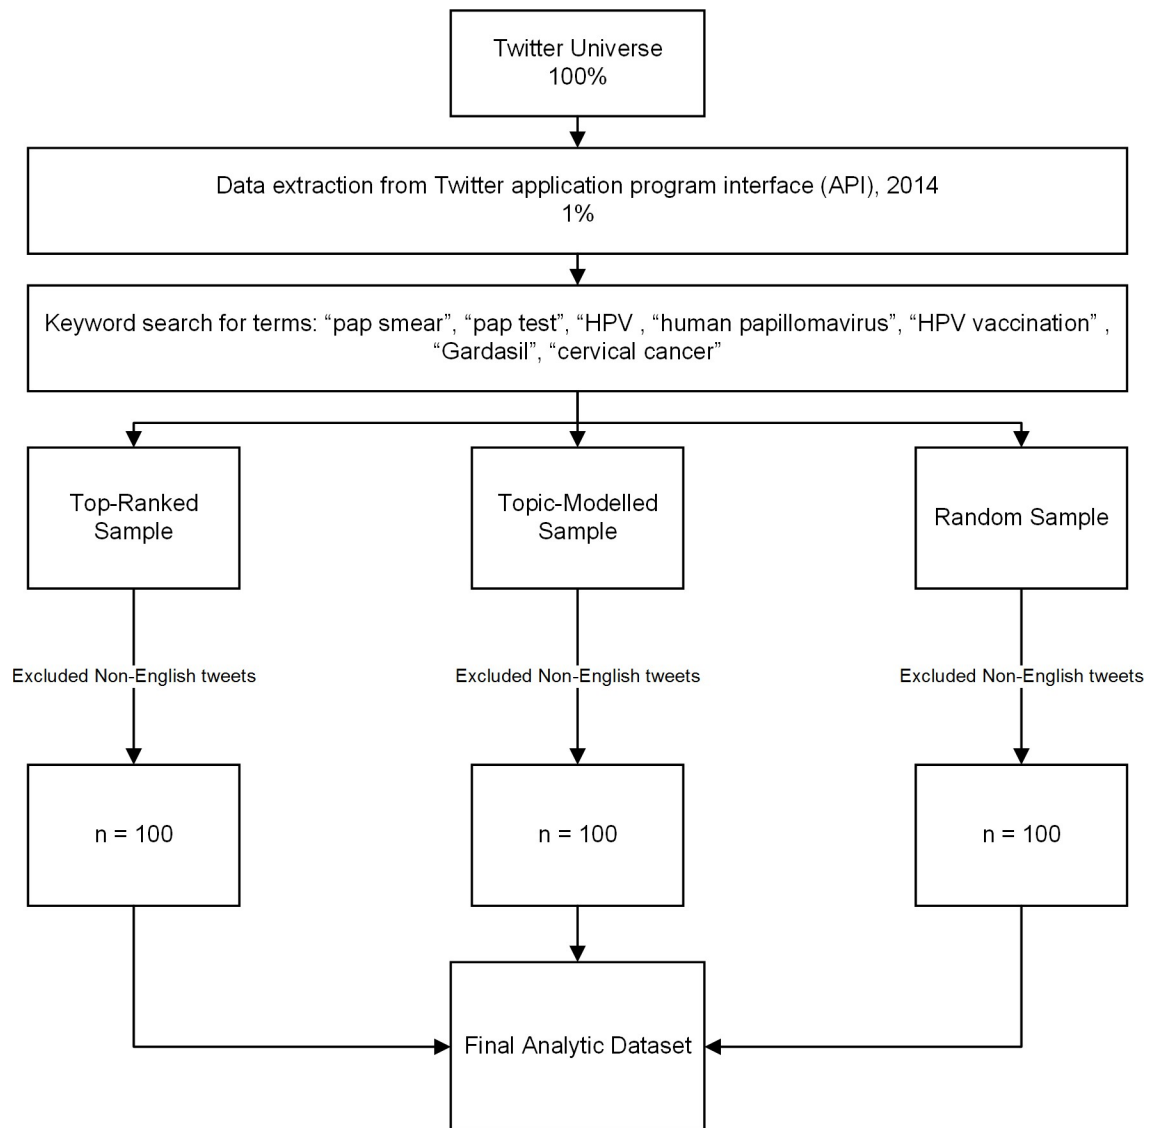 Twitter Universe
100%
Data extraction from Twitter application program interface (API), 2014
1%
Keyword search for terms: “pap smear”, “pap test”, “HPV , “human papillomavirus”, “HPV vaccination” ,
“Gardasil”, “cervical cancer”
Top-Ranked
Sample
Topic-Modelled
Sample
Random Sample
Excluded Non-English tweets
Excluded Non-English tweets
Excluded Non-English tweets
n = 100
n = 100
n = 100
Final Analytic Dataset